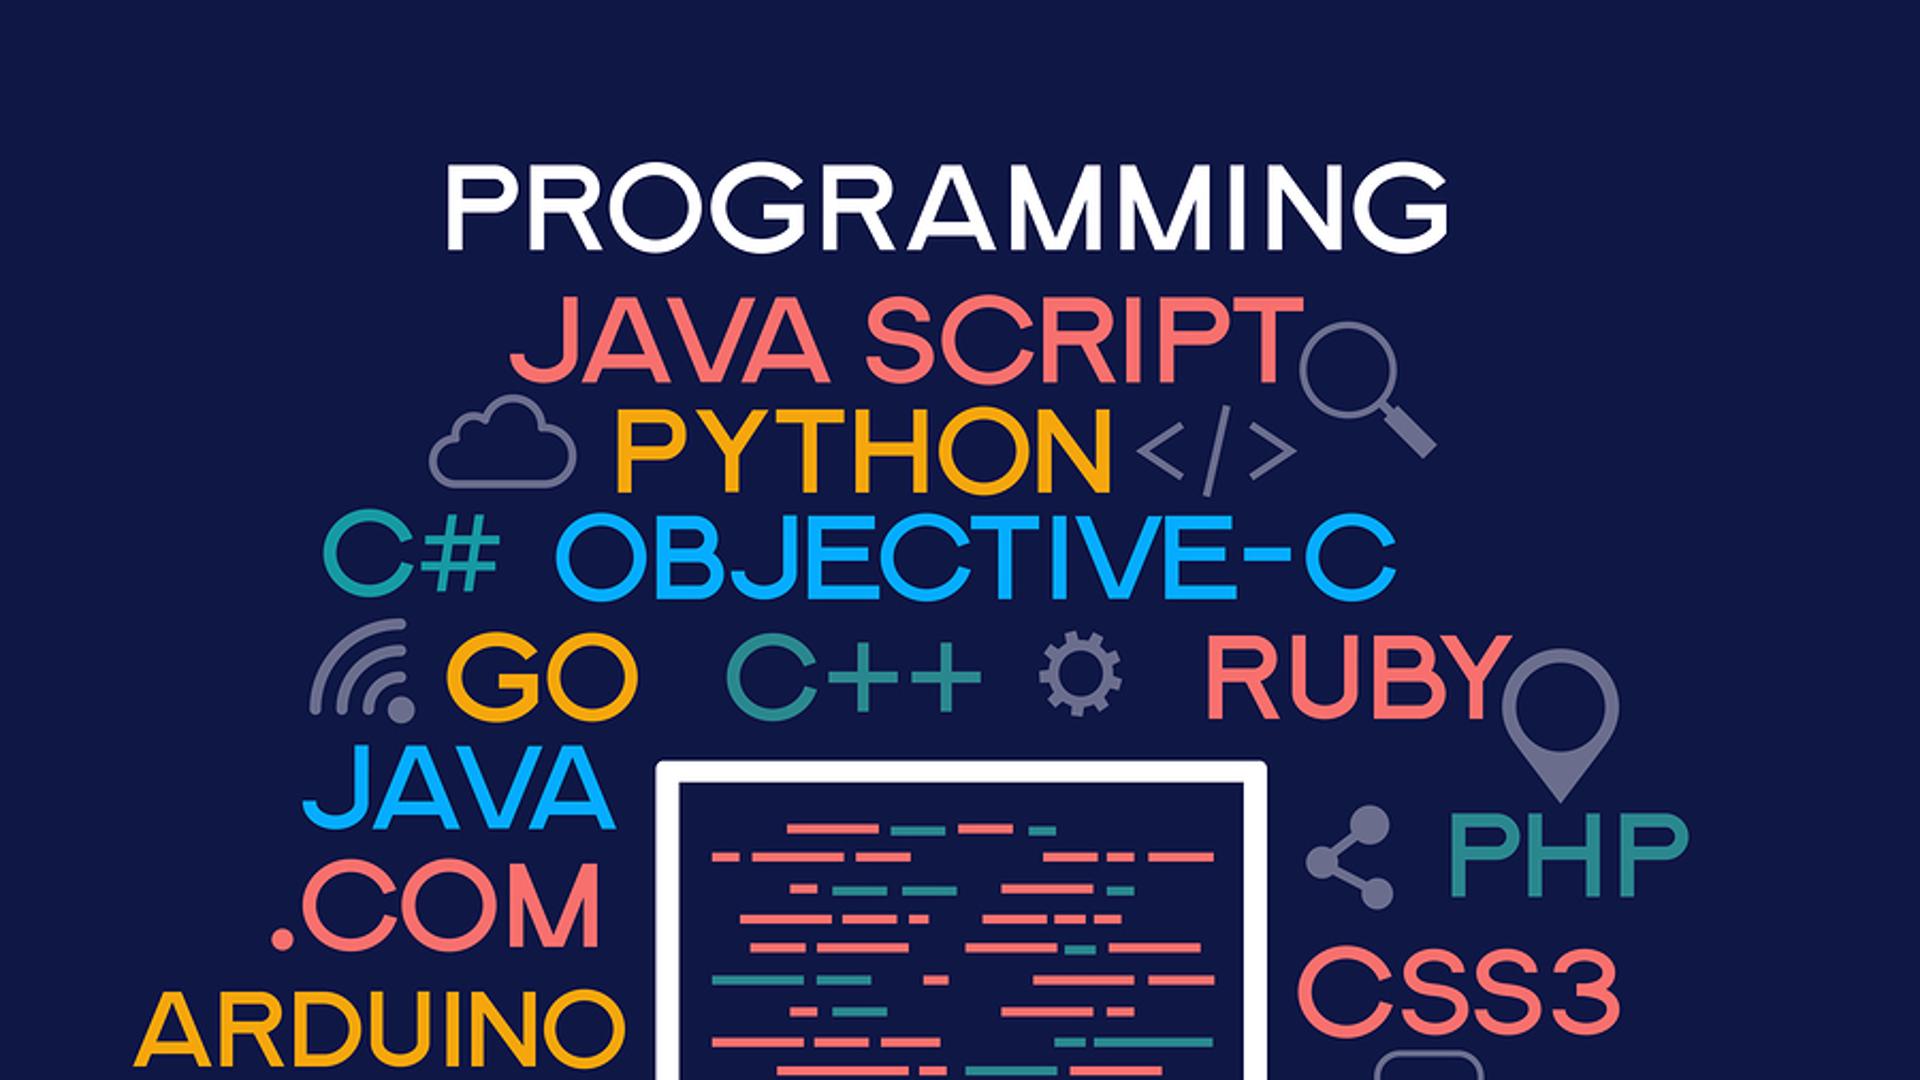 PROGRAMMING
JAVA SCRIPT
PYTHON </>
C# OBJECTIVE-C
GO C++ RUBY
JAVA
PHP
.COM
CSS3
ARDUINO